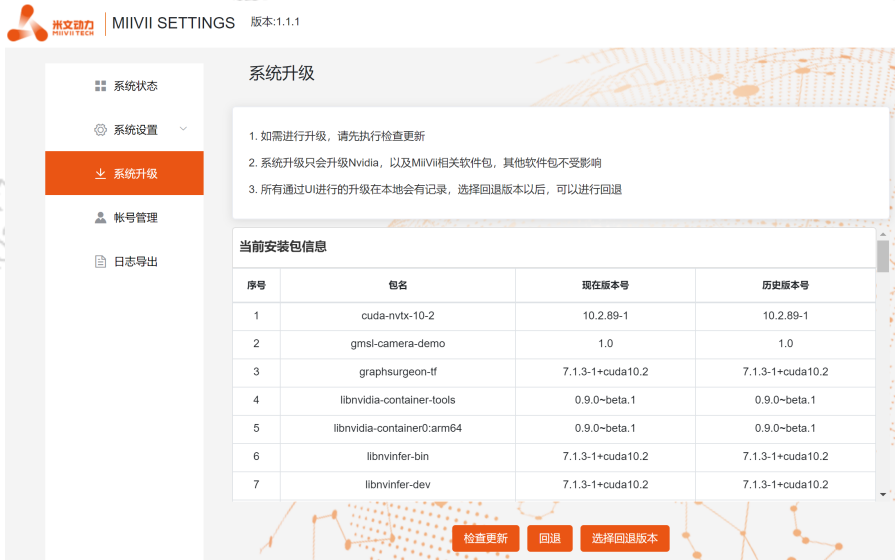 米文动力
MIIVII TECH
MIIVII SETTINGS 版本:1.1.1
系统状态
系统设置
系统升级
帐号管理
日志导出
系统升级
1. 如需进行升级，请先执行检查更新
2. 系统升级只会升级Nvidia，以及MiiVii相关软件包，其他软件包不受影响
3. 所有通过UI进行的升级在本地会有记录，选择回退版本以后，可以进行回退
当前安装包信息
序号 包名 现在版本号 历史版本号
1 cuda-nvtx-10-2 10.2.89-1 10.2.89-1
2 gmsl-camera-demo 1.0 1.0
3 graphsurgeon-tf 7.1.3-1+cuda10.2 7.1.3-1+cuda10.2
4 libnvidia-container-tools 0.9.0~beta.1 0.9.0~beta.1
5 libnvidia-container0:arm64 0.9.0~beta.1 0.9.0~beta.1
6 libnvinfer-bin 7.1.3-1+cuda10.2 7.1.3-1+cuda10.2
7 libnvinfer-dev 7.1.3-1+cuda10.2 7.1.3-1+cuda10.2
检查更新 回退 选择回退版本